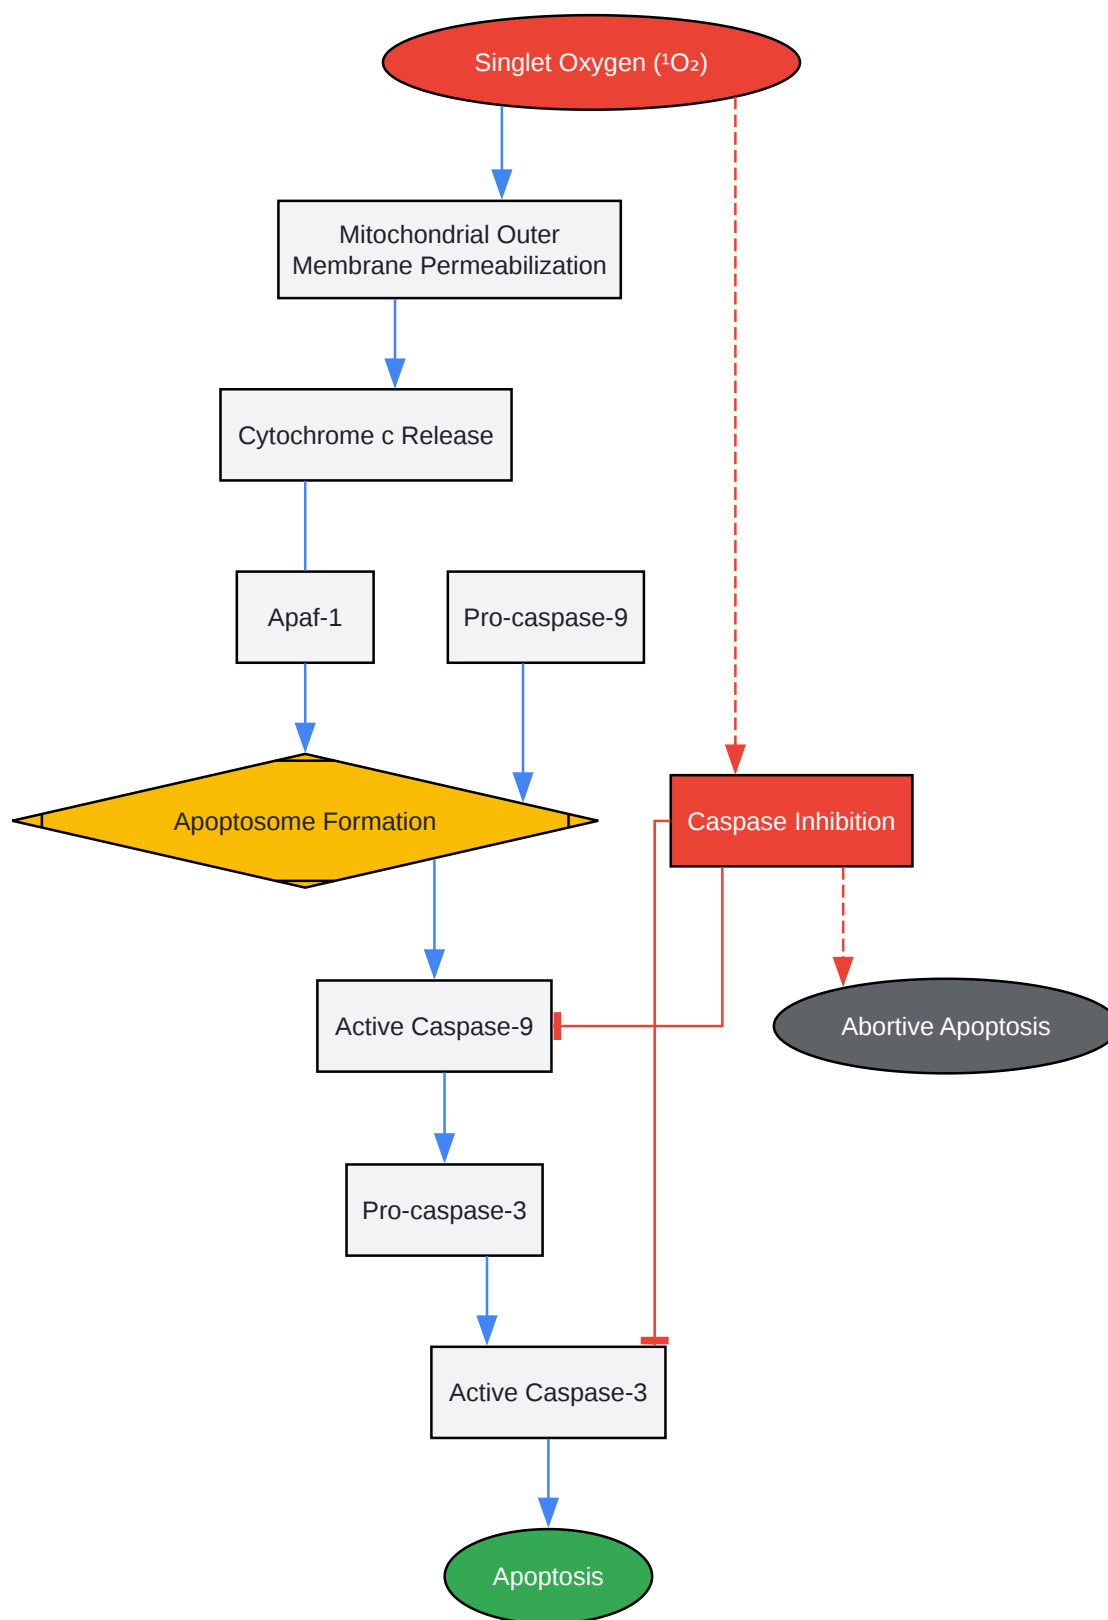 Singlet Oxygen (¹O₂)
Mitochondrial Outer
Membrane Permeabilization
Cytochrome c Release
Apaf-1
Pro-caspase-9
Apoptosome Formation
Caspase Inhibition
Active Caspase-9
Abortive Apoptosis
Pro-caspase-3
Active Caspase-3
Apoptosis